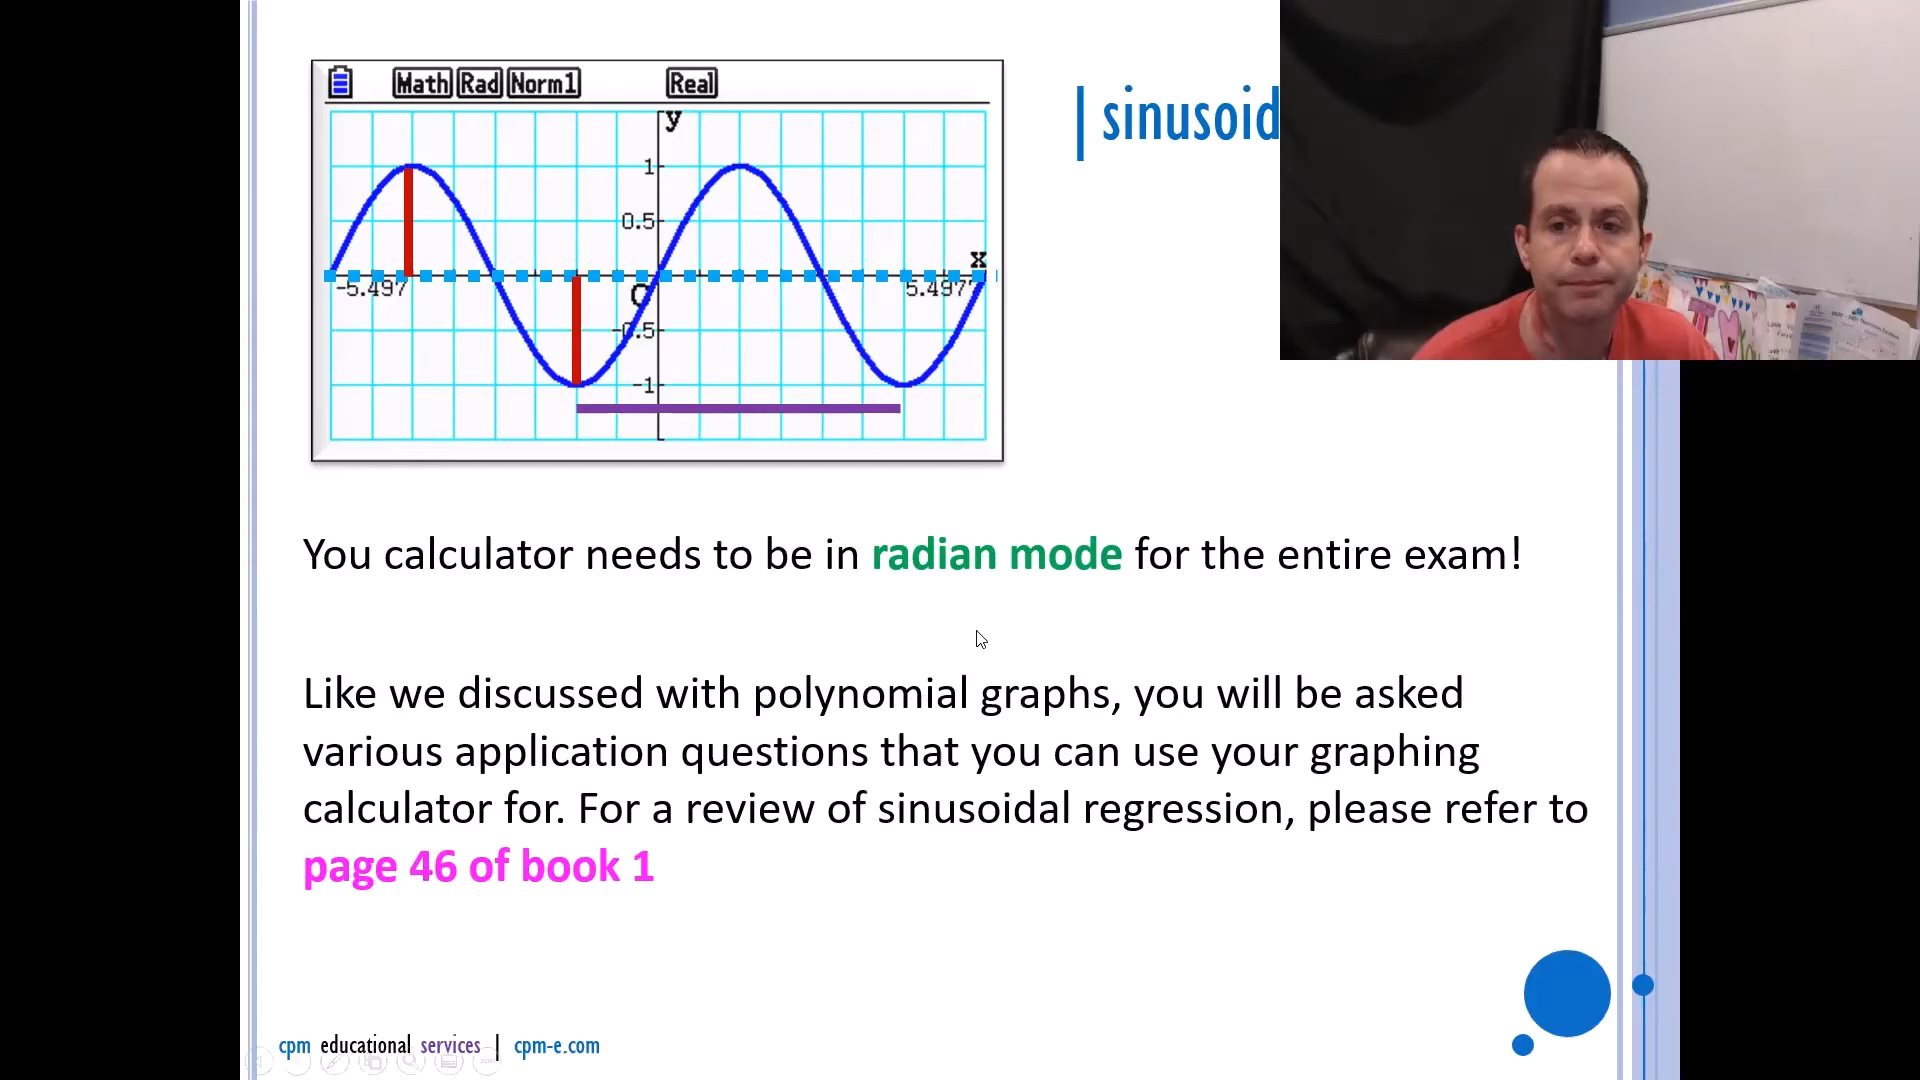 Math Rad Norm1 Real
y
1
0.5
x
-5.497
O
5.497
-0.5
-1
| sinusoid
You calculator needs to be in radian mode for the entire exam!
Like we discussed with polynomial graphs, you will be asked
various application questions that you can use your graphing
calculator for. For a review of sinusoidal regression, please refer to
page 46 of book 1
cpm educational services | cpm-e.com